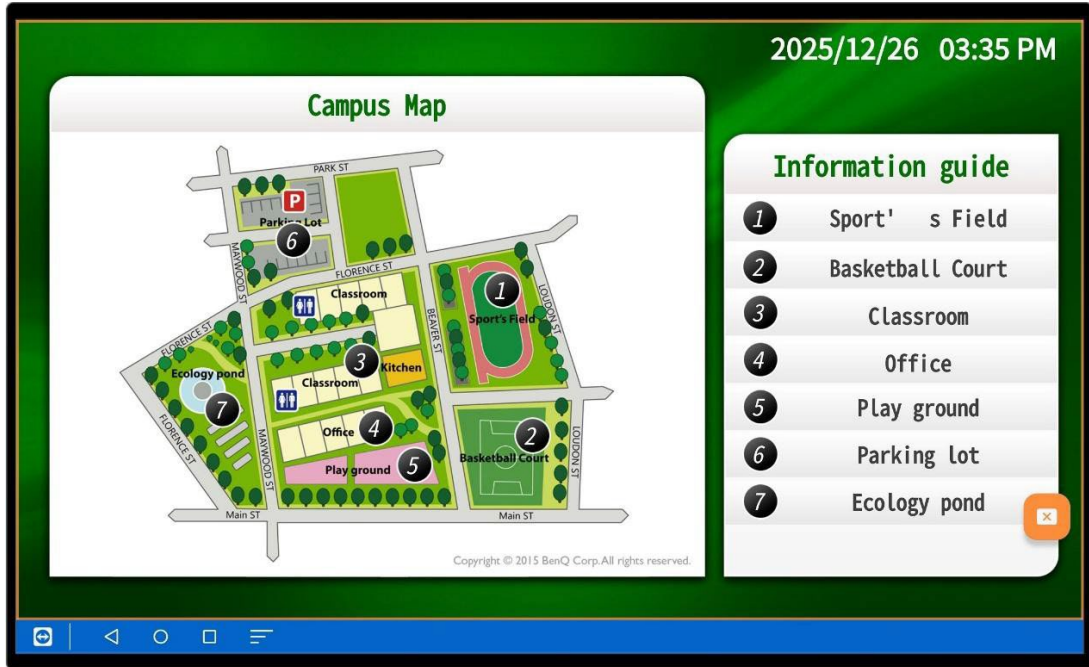 2025/12/26 03:35 PM
Campus Map
PARK ST
P
Parking Lot
6
MAYWOOD ST
FLORENCE ST
Classroom
BEAVER ST
1
Sport's Field
LOUDON ST
FLORENCE ST
Ecology pond
7
FLORENCE ST
3
Kitchen
Classroom
Office
4
Play ground
5
MAYWOOD ST
2
Basketball Court
LOUDON ST
Main ST
Main ST
Copyright © 2015 BenQ Corp. All rights reserved.
Information guide
1 Sport' s Field
2 Basketball Court
3 Classroom
4 Office
5 Play ground
6 Parking lot
7 Ecology pond